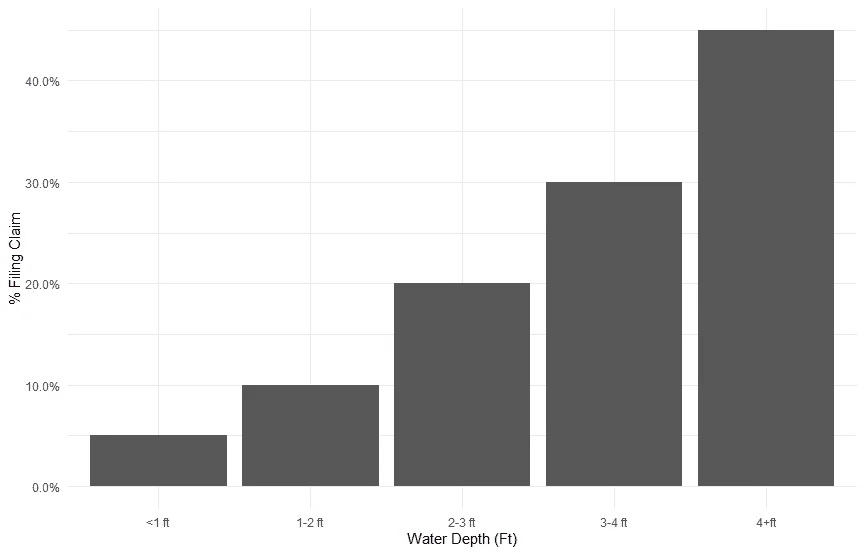 % Filing Claim
40.0%
30.0%
20.0%
10.0%
0.0%
<1 ft
1-2 ft
2-3 ft
3-4 ft
4+ft
Water Depth (Ft)